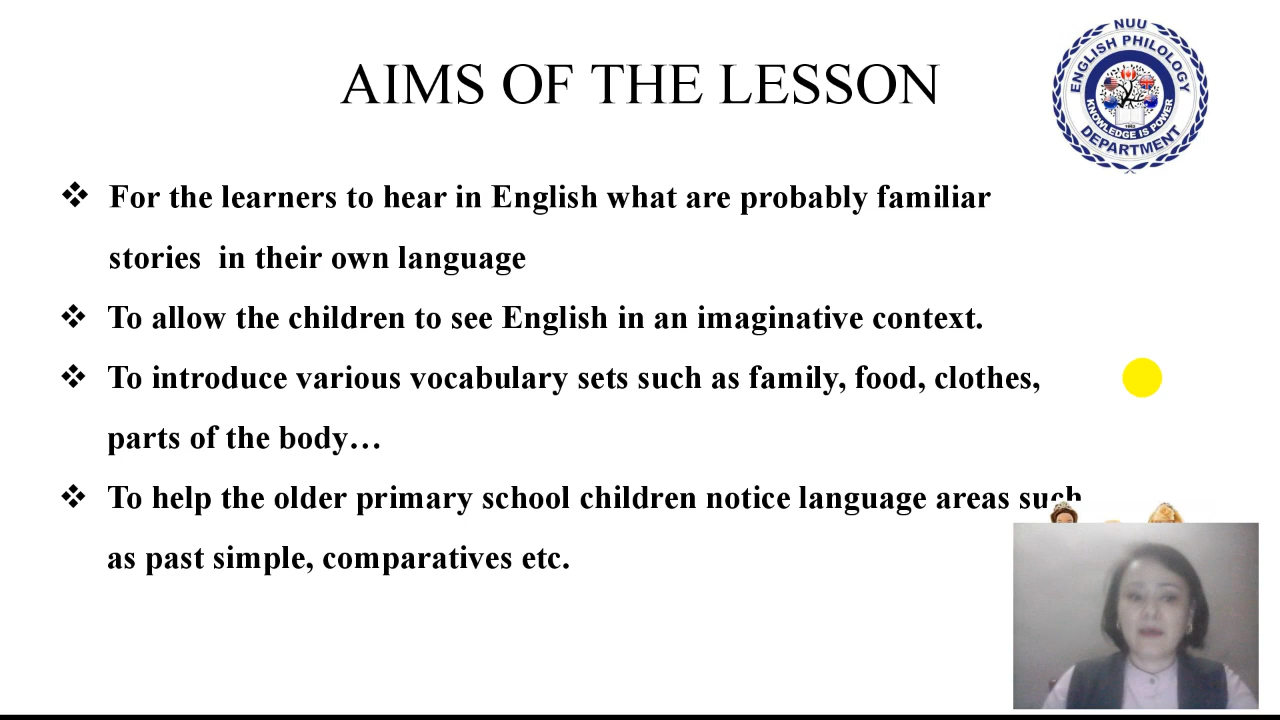 AIMS OF THE LESSON
NUU
ENGLISH PHILOLOGY
KNOWLEDGE IS POWER
DEPARTMENT
❖ For the learners to hear in English what are probably familiar
stories in their own language
❖ To allow the children to see English in an imaginative context.
❖ To introduce various vocabulary sets such as family, food, clothes,
parts of the body…
❖ To help the older primary school children notice language areas such
as past simple, comparatives etc.